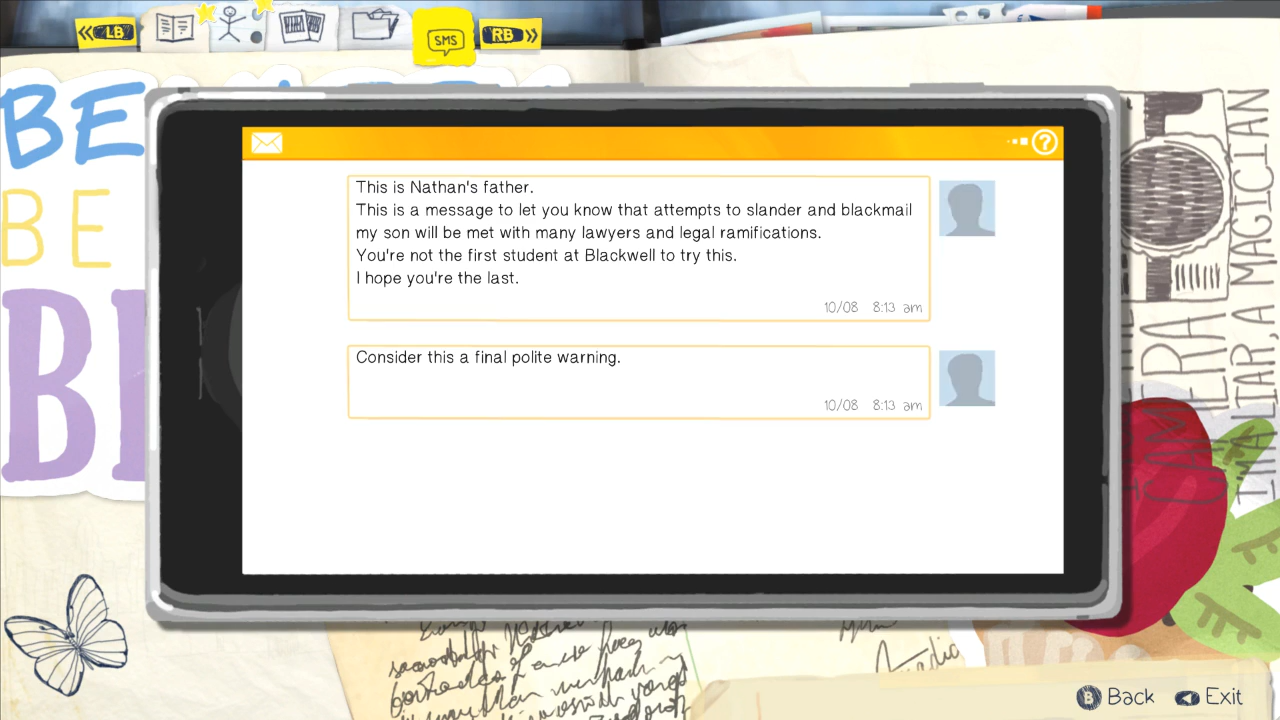 LB
SMS
RB
BE
BE
This is Nathan's father.
This is a message to let you know that attempts to slander and blackmail
my son will be met with many lawyers and legal ramifications.
You're not the first student at Blackwell to try this.
I hope you're the last.
10/08 8:13 am
Consider this a final polite warning.
10/08 8:13 am
CAMERA
I'M A LIAR, A MAGICIAN
B Back
Exit